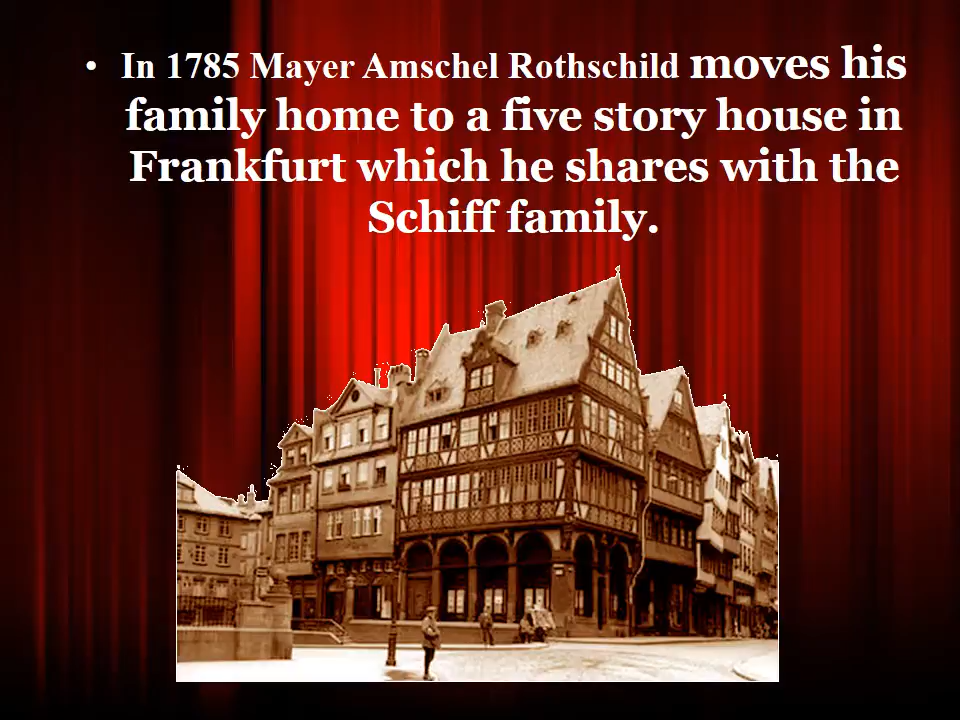 • In 1785 Mayer Amschel Rothschild moves his
family home to a five story house in
Frankfurt which he shares with the
Schiff family.